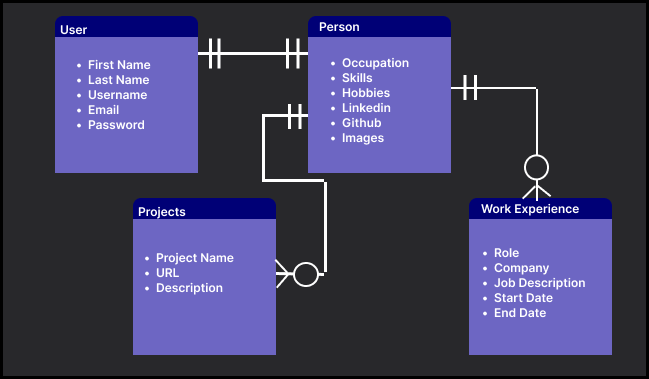 User
• First Name
• Last Name
• Username
• Email
• Password
Person
• Occupation
• Skills
• Hobbies
• Linkedin
• Github
• Images
Projects
• Project Name
• URL
• Description
Work Experience
• Role
• Company
• Job Description
• Start Date
• End Date